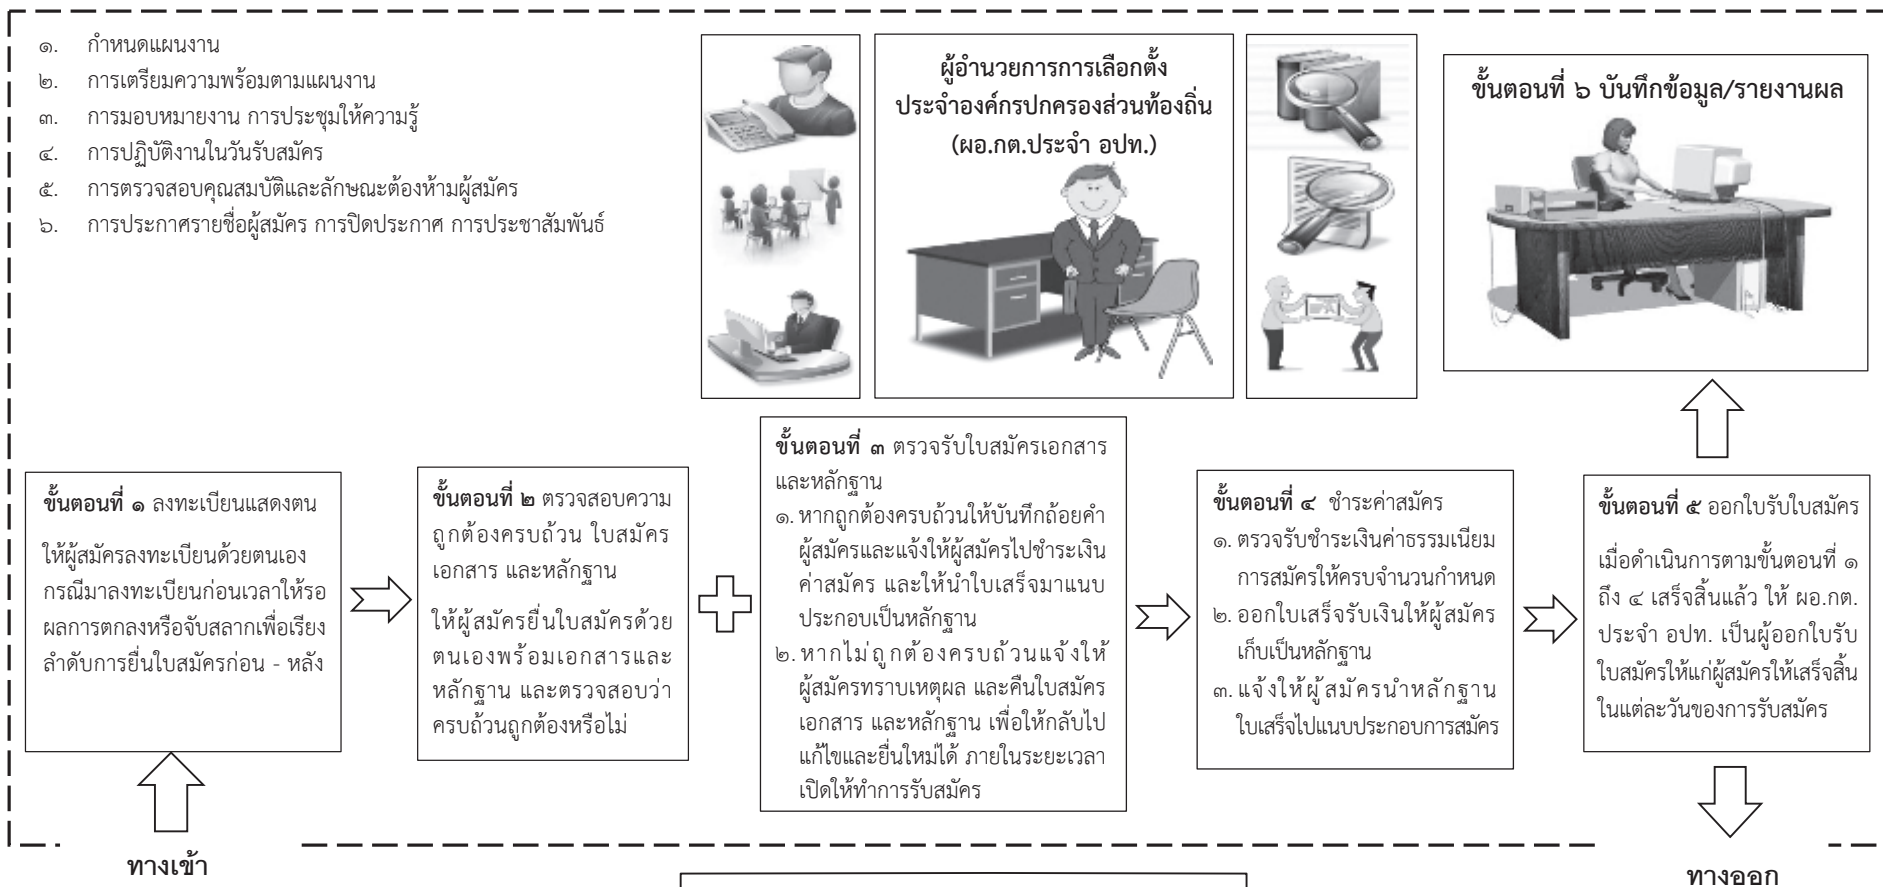 ๑. กำหนดแผนงาน
๒. การเตรียมความพร้อมตามแผนงาน
๓. การมอบหมายงาน การประชุมให้ความรู้
๔. การปฏิบัติงานในวันรับสมัคร
๕. การตรวจสอบคุณสมบัติและลักษณะต้องห้ามผู้สมัคร
๖. การประกาศรายชื่อผู้สมัคร การปิดประกาศ การประชาสัมพันธ์
ผู้อำนวยการการเลือกตั้ง
ประจำองค์กรปกครองส่วนท้องถิ่น
(ผอ.กต.ประจำ อปท.)
ขั้นตอนที่ ๖ บันทึกข้อมูล/รายงานผล
ขั้นตอนที่ ๑ ลงทะเบียนแสดงตน
ให้ผู้สมัครลงทะเบียนด้วยตนเอง
กรณีมาลงทะเบียนก่อนเวลาให้รอ
ผลการตกลงหรือจับสลากเพื่อเรียง
ลำดับการยื่นใบสมัครก่อน - หลัง
ขั้นตอนที่ ๒ ตรวจสอบความ
ถูกต้องครบถ้วน ใบสมัคร
เอกสาร และหลักฐาน
ให้ผู้สมัครยื่นใบสมัครด้วย
ตนเองพร้อมเอกสารและ
หลักฐาน และตรวจสอบว่า
ครบถ้วนถูกต้องหรือไม่
ขั้นตอนที่ ๓ ตรวจรับใบสมัครเอกสาร
และหลักฐาน
๑. หากถูกต้องครบถ้วนให้บันทึกถ้อยคำ
ผู้สมัครและแจ้งให้ผู้สมัครไปชำระเงิน
ค่าสมัคร และให้นำใบเสร็จมาแนบ
ประกอบเป็นหลักฐาน
๒. หากไม่ถูกต้องครบถ้วนแจ้งให้
ผู้สมัครทราบเหตุผล และคืนใบสมัคร
เอกสาร และหลักฐาน เพื่อให้กลับไป
แก้ไขและยื่นใหม่ได้ ภายในระยะเวลา
เปิดให้ทำการรับสมัคร
ขั้นตอนที่ ๔ ชำระค่าสมัคร
๑. ตรวจรับชำระเงินค่าธรรมเนียม
การสมัครให้ครบจำนวนกำหนด
๒. ออกใบเสร็จรับเงินให้ผู้สมัคร
เก็บเป็นหลักฐาน
๓. แจ้งให้ผู้สมัครนำหลักฐาน
ใบเสร็จไปแนบประกอบการสมัคร
ขั้นตอนที่ ๕ ออกใบรับใบสมัคร
เมื่อดำเนินการตามขั้นตอนที่ ๑
ถึง ๔ เสร็จสิ้นแล้ว ให้ ผอ.กต.
ประจำ อปท. เป็นผู้ออกใบรับ
ใบสมัครให้แก่ผู้สมัครให้เสร็จสิ้น
ในแต่ละวันของการรับสมัคร
ทางเข้า
ทางออก